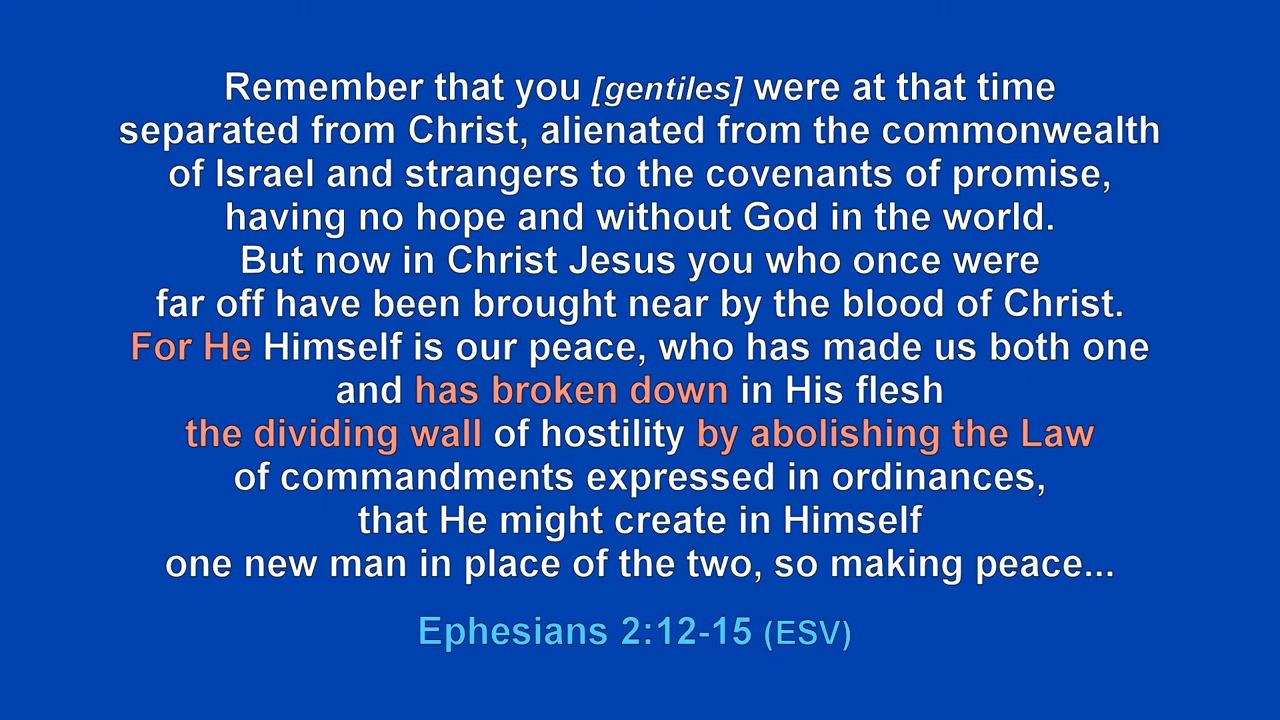 Remember that you [gentiles] were at that time
separated from Christ, alienated from the commonwealth
of Israel and strangers to the covenants of promise,
having no hope and without God in the world.
But now in Christ Jesus you who once were
far off have been brought near by the blood of Christ.
For He Himself is our peace, who has made us both one
and has broken down in His flesh
the dividing wall of hostility by abolishing the Law
of commandments expressed in ordinances,
that He might create in Himself
one new man in place of the two, so making peace...
Ephesians 2:12-15 (ESV)